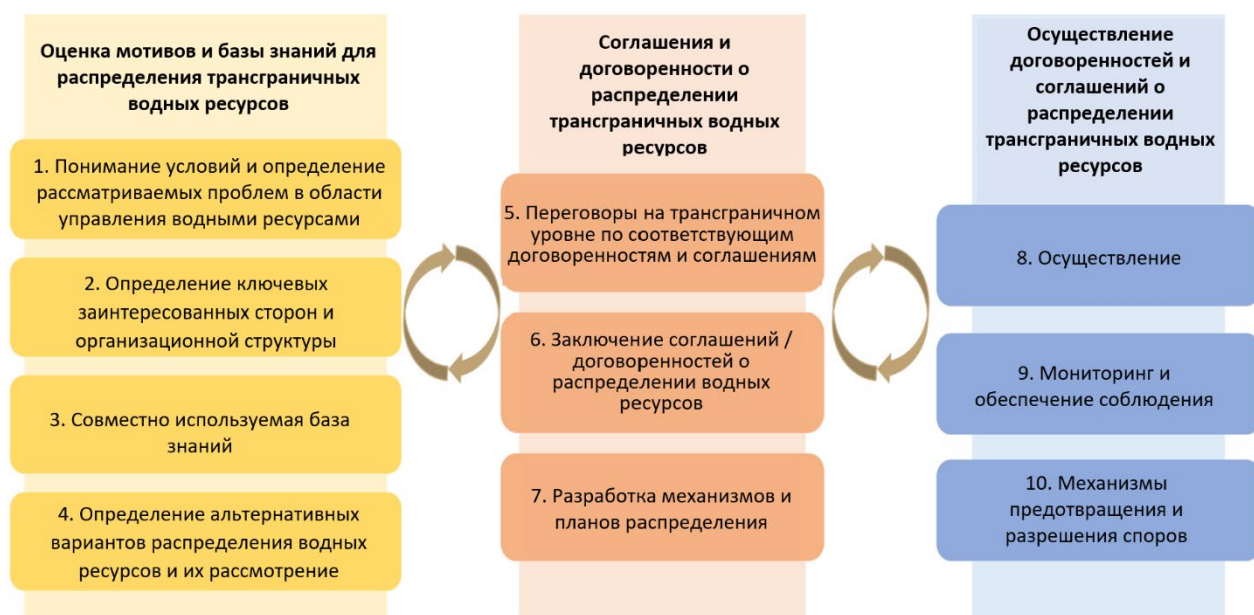 Оценка мотивов и базы знаний для
распределения трансграничных
водных ресурсов
1. Понимание условий и определение
рассматриваемых проблем в области
управления водными ресурсами
2. Определение ключевых
заинтересованных сторон и
организационной структуры
3. Совместно используемая база
знаний
4. Определение альтернативных
вариантов распределения водных
ресурсов и их рассмотрение
Соглашения и
договоренности о
распределении
трансграничных водных
ресурсов
5. Переговоры на трансграничном
уровне по соответствующим
договоренностям и соглашениям
6. Заключение соглашений /
договоренностей о
распределении водных
ресурсов
7. Разработка механизмов и
планов распределения
Осуществление
договоренностей и
соглашений о
распределении
трансграничных водных
ресурсов
8. Осуществление
9. Мониторинг и
обеспечение соблюдения
10. Механизмы
предотвращения и
разрешения споров